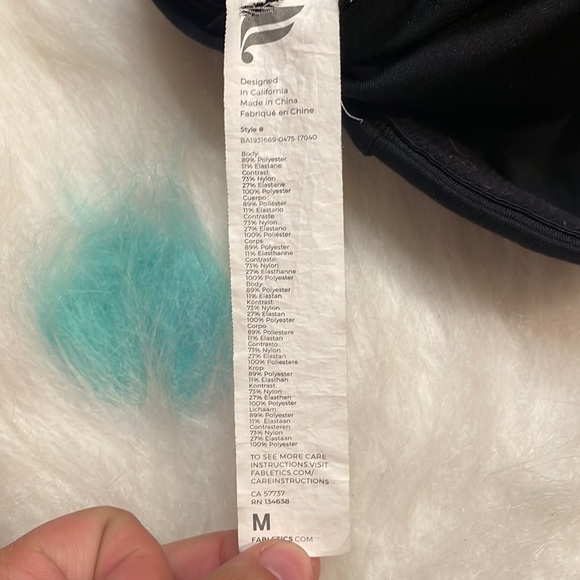 Designed
In California
Made in China
Fabriqué en Chine
Style #
BA1931689-0475-17040
Body:
89% Polyester
11% Elastane
Contrast:
73% Nylon
27% Elastane
100% Polyester
Cuerpo:
89% Poliéster
11% Elastano
Contraste:
73% Nylon
27% Elastano
100% Poliéster
Corps:
89% Polyester
11% Elasthanne
Contraste:
73% Nylon
27% Elasthanne
100% Polyester
Body:
89% Polyester
11% Elastan
Kontrast:
73% Nylon
27% Elastan
100% Polyester
Corpo:
89% Poliestere
11% Elastan
Contrasto:
73% Nylon
27% Elastan
100% Poliestere
Krop:
89% Polyester
11% Elasthan
Kontrast:
73% Nylon
27% Elasthan
100% Polyester
Lichaam:
89% Polyester
11% Elastaan
Contrasteren:
73% Nylon
27% Elastaan
100% Polyester
TO SEE MORE CARE
INSTRUCTIONS,VISIT
FABLETICS.COM/
CAREINSTRUCTIONS
CA 57737
RN 134638
M
FABLETICS.COM